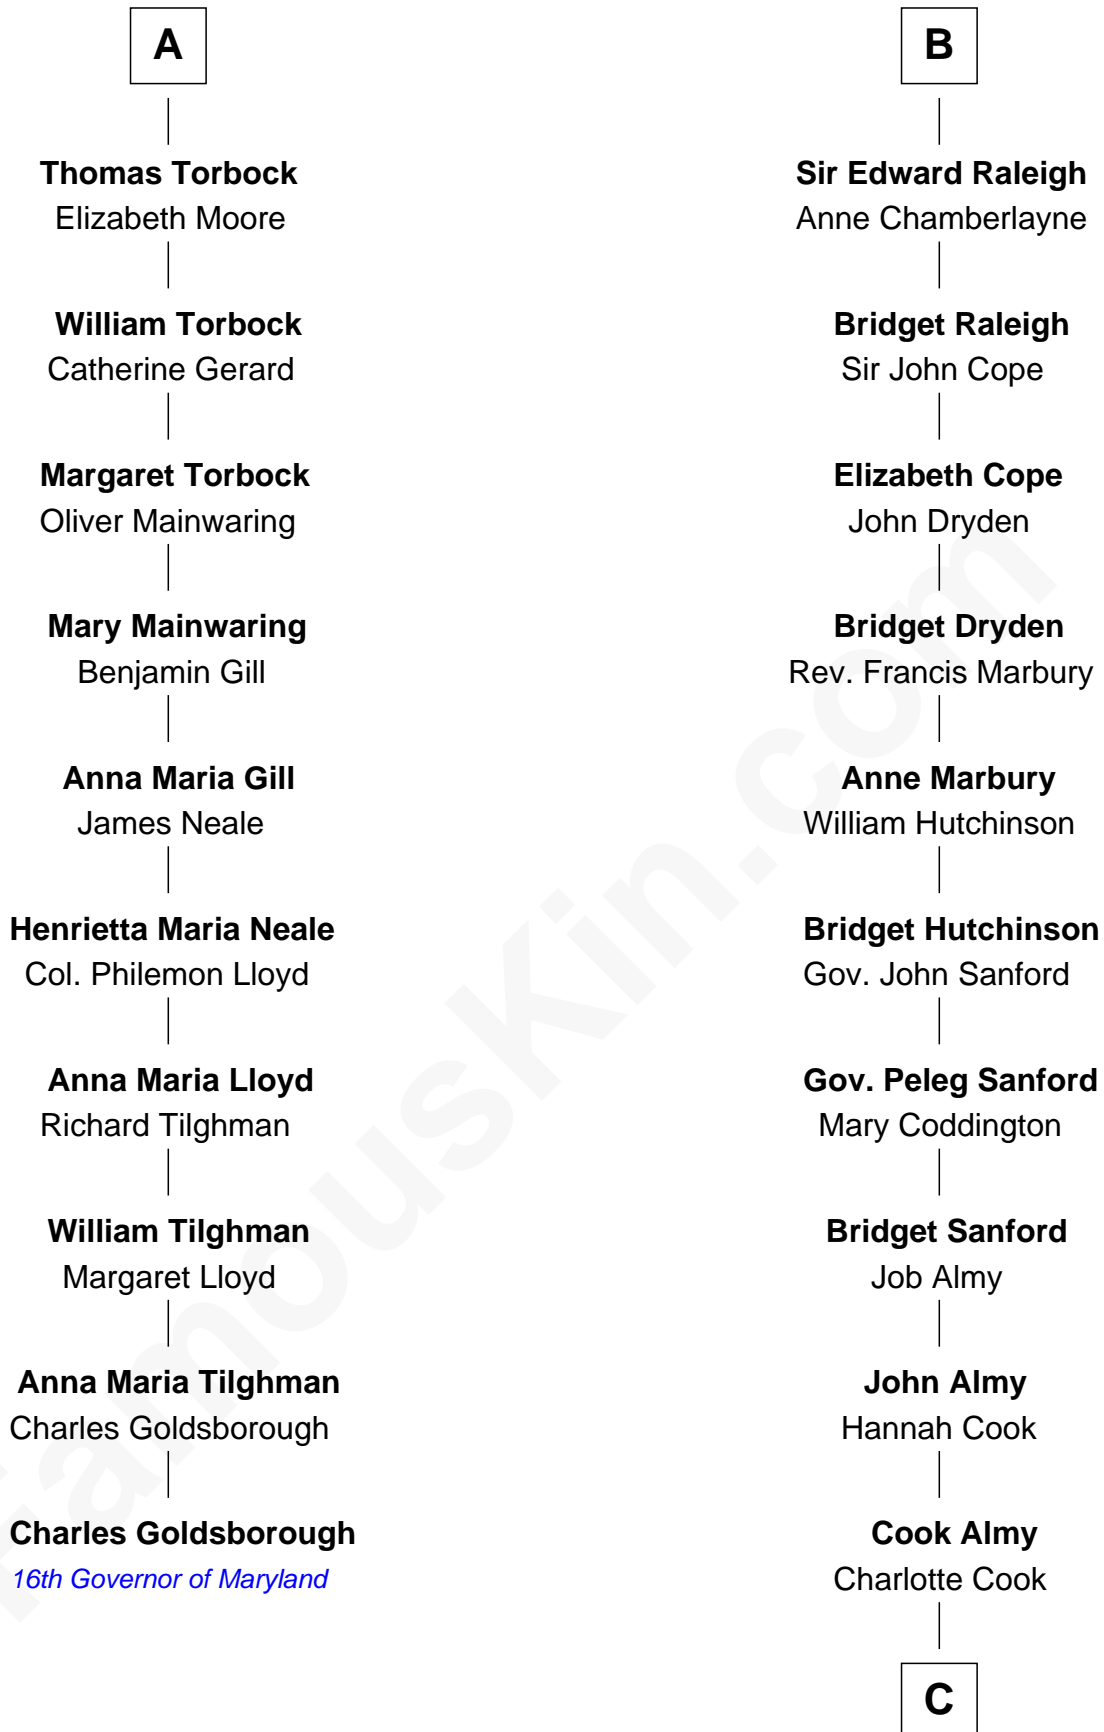 A
Thomas Torbock
Elizabeth Moore
William Torbock
Catherine Gerard
Margaret Torbock
Oliver Mainwaring
Mary Mainwaring
Benjamin Gill
Anna Maria Gill
James Neale
Henrietta Maria Neale
Col. Philemon Lloyd
Anna Maria Lloyd
Richard Tilghman
William Tilghman
Margaret Lloyd
Anna Maria Tilghman
Charles Goldsborough
Charles Goldsborough
16th Governor of Maryland
B
Sir Edward Raleigh
Anne Chamberlayne
Bridget Raleigh
Sir John Cope
Elizabeth Cope
John Dryden
Bridget Dryden
Rev. Francis Marbury
Anne Marbury
William Hutchinson
Bridget Hutchinson
Gov. John Sanford
Gov. Peleg Sanford
Mary Coddington
Bridget Sanford
Job Almy
John Almy
Hannah Cook
Cook Almy
Charlotte Cook
C
FamousKin.com